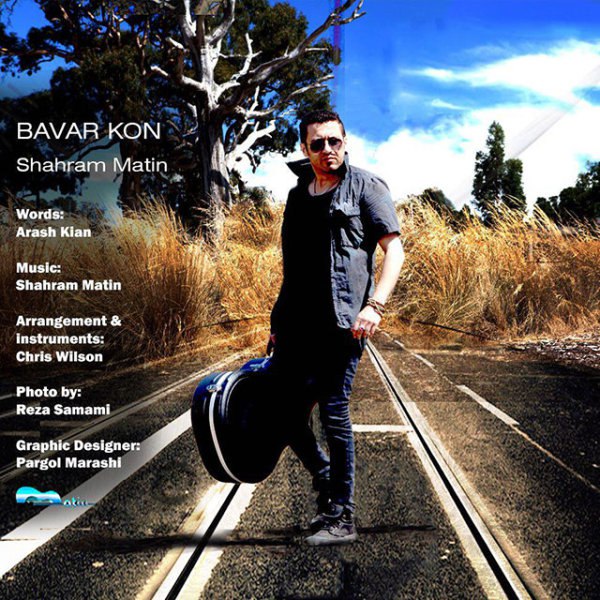 BAVAR KON
Shahram Matin
Words:
Arash Kian
Music:
Shahram Matin
Arrangement &
Instruments:
Chris Wilson
Photo by:
Reza Samami
Graphic Designer:
Pargol Marashi